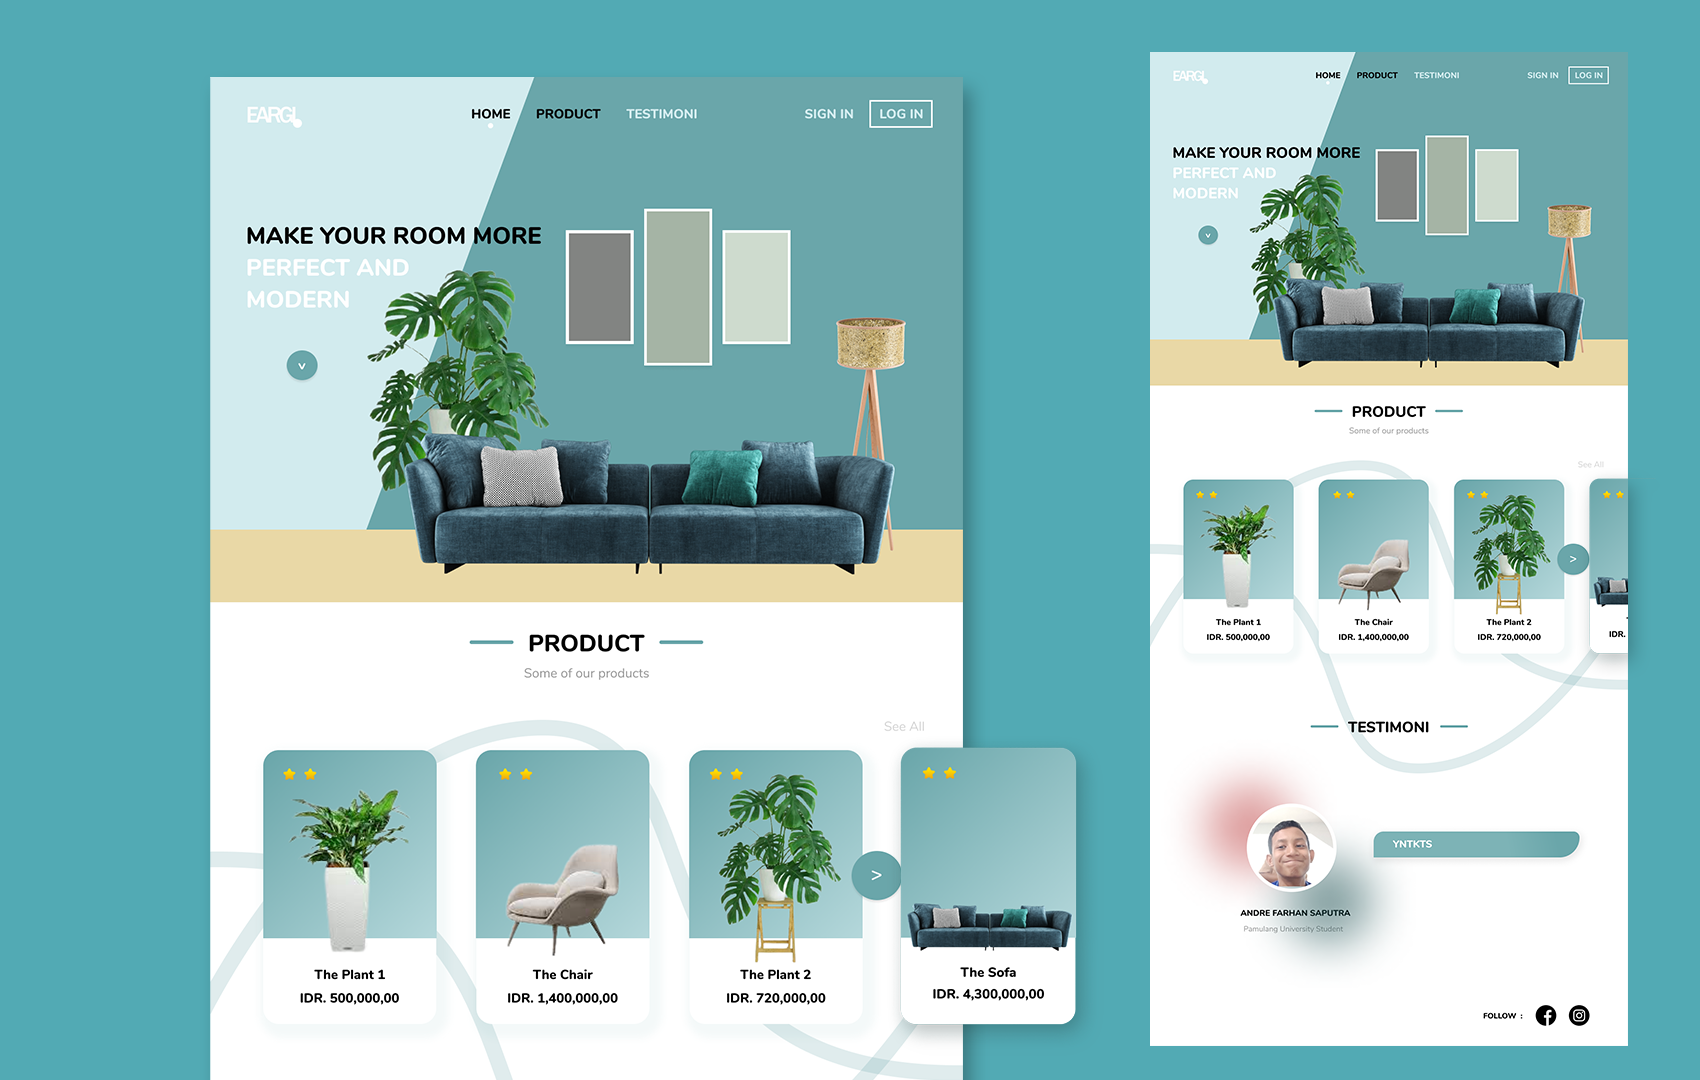 EARGL
HOME
PRODUCT
TESTIMONI
SIGN IN
LOG IN
MAKE YOUR ROOM MORE
PERFECT AND
MODERN
v
PRODUCT
Some of our products
See All
The Plant 1
IDR. 500,000,00
The Chair
IDR. 1,400,000,00
The Plant 2
IDR. 720,000,00
>
The Sofa
IDR. 4,300,000,00
EARGL
HOME
PRODUCT
TESTIMONI
SIGN IN
LOG IN
MAKE YOUR ROOM MORE
PERFECT AND
MODERN
v
PRODUCT
Some of our products
See All
The Plant 1
IDR. 500,000,00
The Chair
IDR. 1,400,000,00
The Plant 2
IDR. 720,000,00
>
IDR.
TESTIMONI
YNTKTS
ANDRE FARHAN SAPUTRA
Pamulang University Student
FOLLOW :